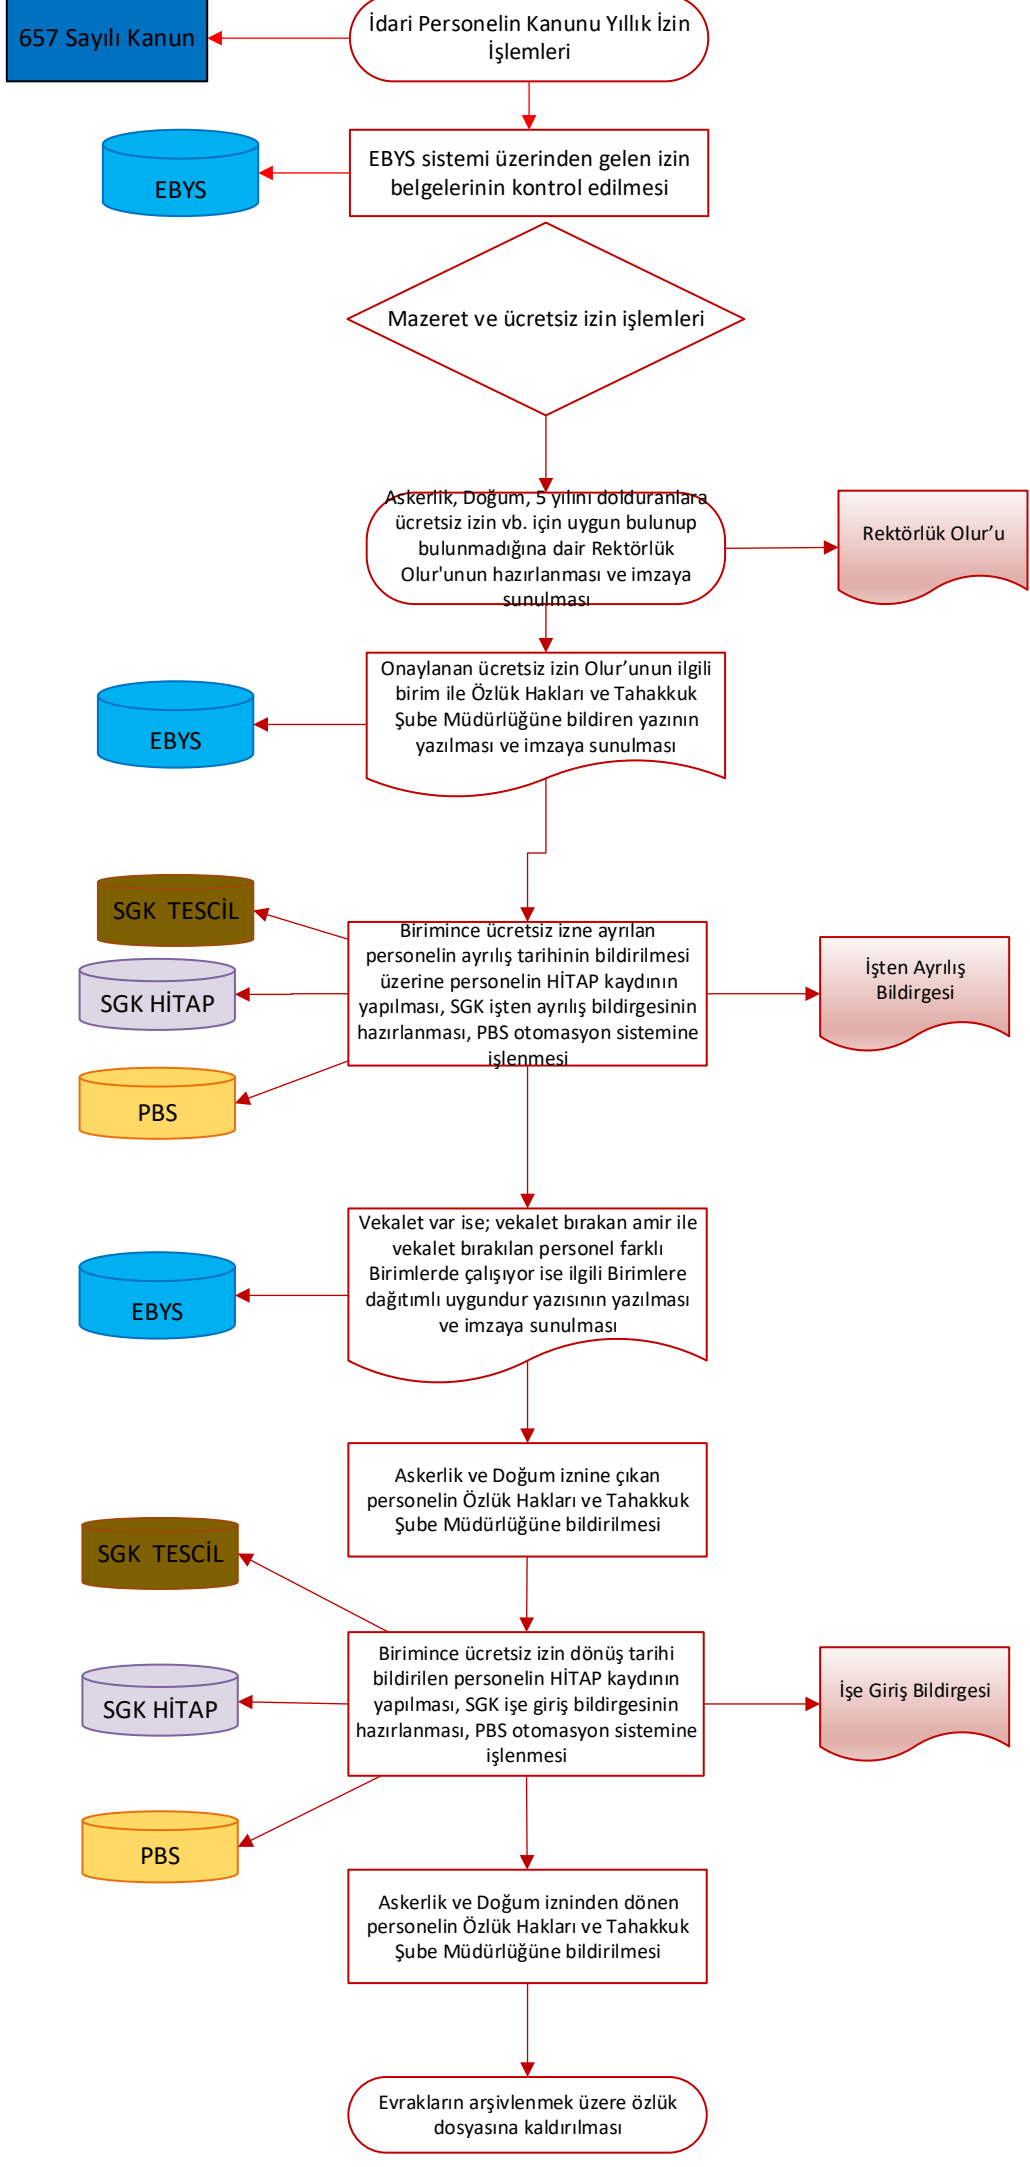 657 Sayılı Kanun
İdari Personelin Kanunu Yıllık İzin
İşlemleri
EBYS
EBYS sistemi üzerinden gelen izin
belgelerinin kontrol edilmesi
Mazeret ve ücretsiz izin işlemleri
Askerlik, Doğum, 5 yılını dolduranlara
ücretsiz izin vb. için uygun bulunup
bulunmadığına dair Rektörlük
Olur'unun hazırlanması ve imzaya
sunulması
Rektörlük Olur’u
EBYS
Onaylanan ücretsiz izin Olur’unun ilgili
birim ile Özlük Hakları ve Tahakkuk
Şube Müdürlüğüne bildiren yazının
yazılması ve imzaya sunulması
SGK  TESCİL
SGK HİTAP
PBS
Birimince ücretsiz izne ayrılan
personelin ayrılış tarihinin bildirilmesi
üzerine personelin HİTAP kaydının
yapılması, SGK işten ayrılış bildirgesinin
hazırlanması, PBS otomasyon sistemine
işlenmesi
İşten Ayrılış
Bildirgesi
EBYS
Vekalet var ise; vekalet bırakan amir ile
vekalet bırakılan personel farklı
Birimlerde çalışıyor ise ilgili Birimlere
dağıtımlı uygundur yazısının yazılması
ve imzaya sunulması
Askerlik ve Doğum iznine çıkan
personelin Özlük Hakları ve Tahakkuk
Şube Müdürlüğüne bildirilmesi
SGK  TESCİL
SGK HİTAP
PBS
Birimince ücretsiz izin dönüş tarihi
bildirilen personelin HİTAP kaydının
yapılması, SGK işe giriş bildirgesinin
hazırlanması, PBS otomasyon sistemine
işlenmesi
İşe Giriş Bildirgesi
Askerlik ve Doğum izninden dönen
personelin Özlük Hakları ve Tahakkuk
Şube Müdürlüğüne bildirilmesi
Evrakların arşivlenmek üzere özlük
dosyasına kaldırılması